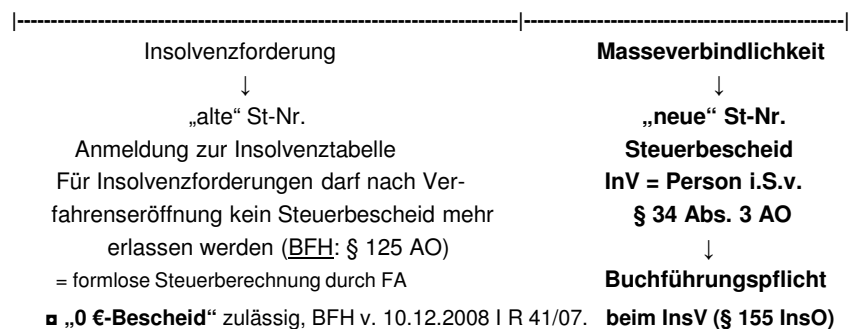 |-------------------------------------------------------------------------------|------------------------------------------------|
Insolvenzforderung Masseverbindlichkeit
↓ ↓
„alte“ St-Nr. „neue“ St-Nr.
Anmeldung zur Insolvenztabelle Steuerbescheid
Für Insolvenzforderungen darf nach Ver- InV = Person i.S.v.
fahrenseröffnung kein Steuerbescheid mehr § 34 Abs. 3 AO
erlassen werden (BFH: § 125 AO) ↓
= formlose Steuerberechnung durch FA Buchführungspflicht
◘ „0 €-Bescheid“ zulässig, BFH v. 10.12.2008 I R 41/07. beim InsV (§ 155 InsO)